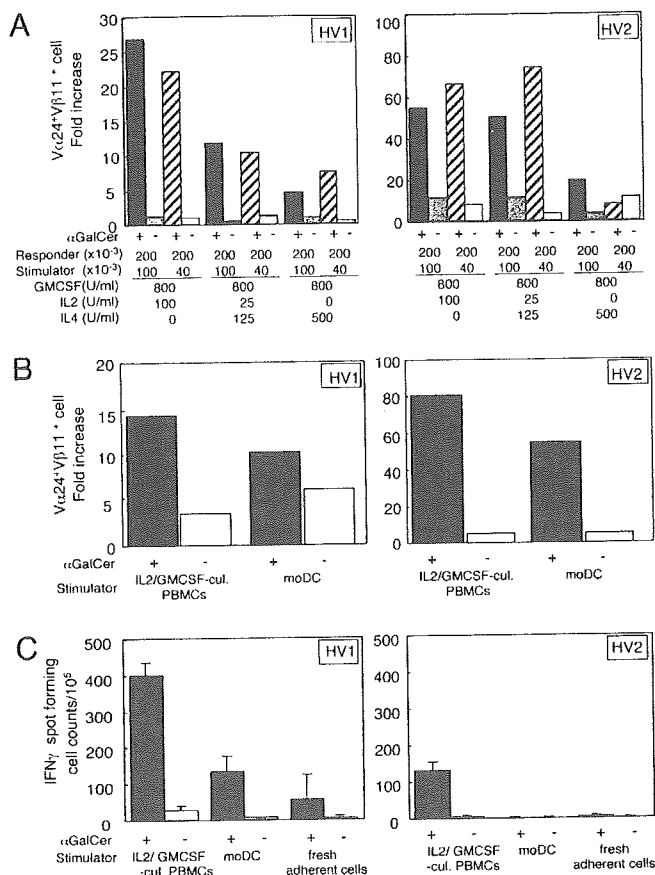 A
Vα24⁺Vβ11⁺ cell
Fold increase
30
25
20
15
10
5
0
HV1
100
80
60
40
20
0
HV2
αGalCer
+ - + - + - + - + - + -
+ - + - + - + - + - + -
Responder (x10⁻³) 200 200 200 200 200 200
200 200 200 200 200 200
Stimulator (x10⁻³) 100 40 100 40 100 40
100 40 100 40 100 40
GMCSF(U/ml) 800 800 800
800 800 800
IL2 (U/ml) 100 25 0
100 25 0
IL4 (U/ml) 0 125 500
0 125 500
B
Vα24⁺Vβ11⁺ cell
Fold increase
20
15
10
5
0
HV1
80
60
40
20
0
HV2
αGalCer + - + -
+ - + -
Stimulator IL2/GMCSF-cul. PBMCs moDC
IL2/GMCSF-cul. PBMCs moDC
C
IFNγ spot forming
cell counts/10⁵
500
400
300
200
100
0
HV1
500
400
300
200
100
0
HV2
αGalCer + - + - + -
+ - + - + -
Stimulator IL2/ GMCSF -cul. PBMCs moDC fresh adherent cells
IL2/ GMCSF -cul. PBMCs moDC fresh adherent cells